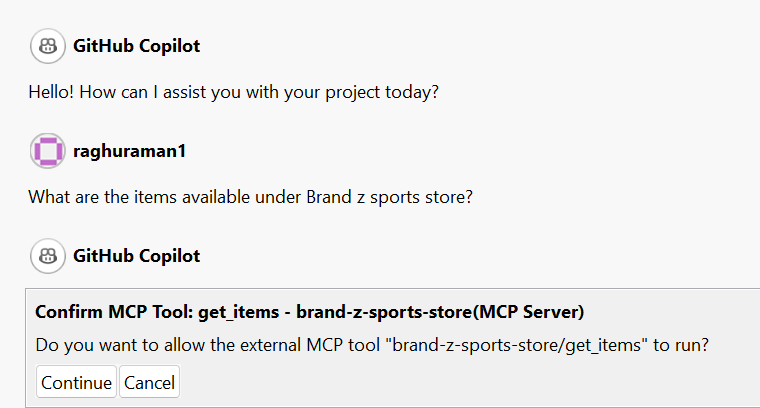 GitHub Copilot
Hello! How can I assist you with your project today?
raghuraman1
What are the items available under Brand z sports store?
GitHub Copilot
Confirm MCP Tool: get_items - brand-z-sports-store(MCP Server)
Do you want to allow the external MCP tool "brand-z-sports-store/get_items" to run?
Continue Cancel